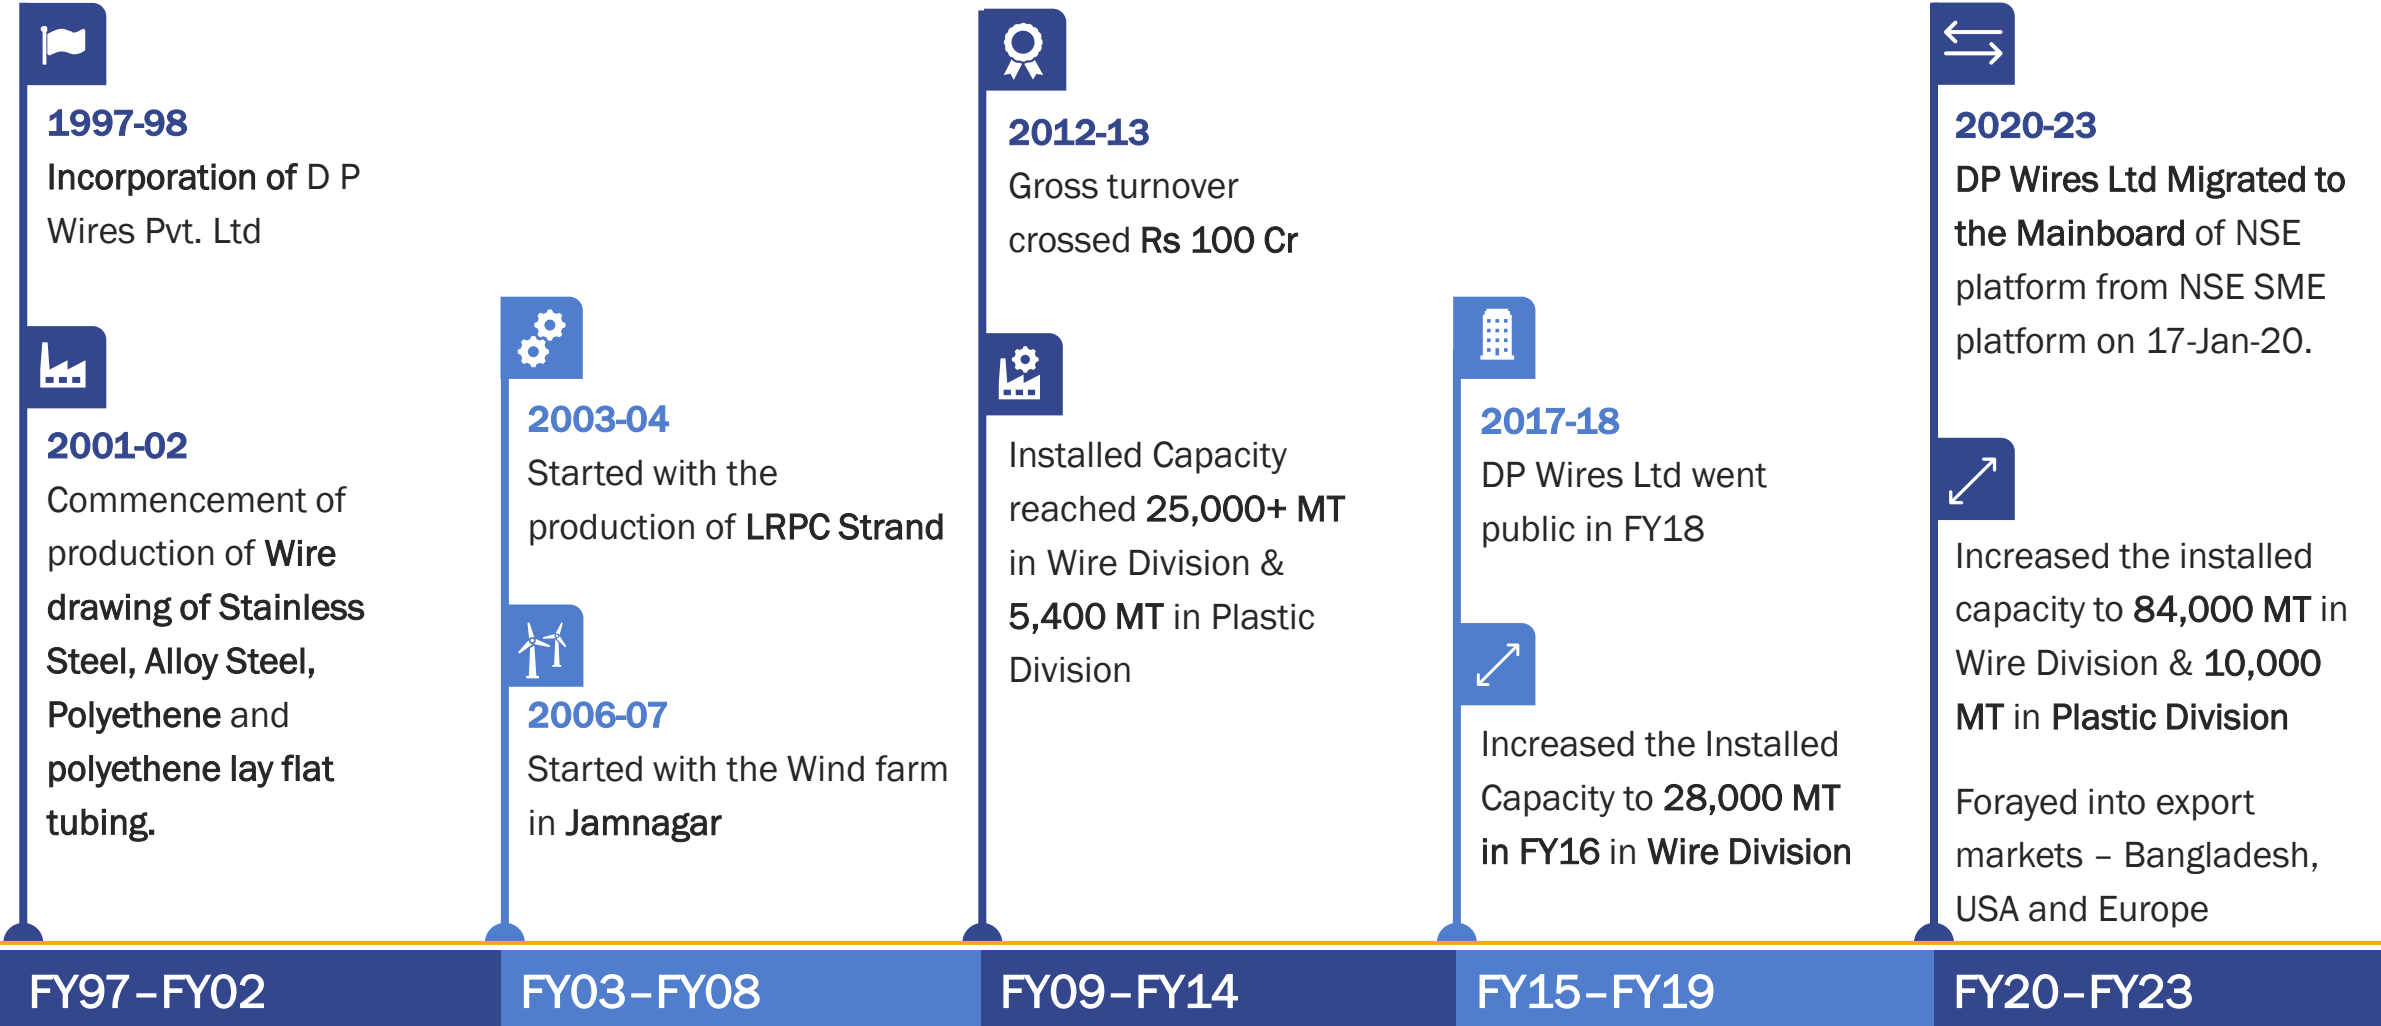 1997-98
Incorporation of D P
Wires Pvt. Ltd
2001-02
Commencement of
production of Wire
drawing of Stainless
Steel, Alloy Steel,
Polyethene and
polyethene lay flat
tubing.
FY97–FY02
2003-04
Started with the
production of LRPC Strand
2006-07
Started with the Wind farm
in Jamnagar
FY03–FY08
2012-13
Gross turnover
crossed Rs 100 Cr
Installed Capacity
reached 25,000+ MT
in Wire Division &
5,400 MT in Plastic
Division
FY09–FY14
2017-18
DP Wires Ltd went
public in FY18
Increased the Installed
Capacity to 28,000 MT
in FY16 in Wire Division
FY15–FY19
2020-23
DP Wires Ltd Migrated to
the Mainboard of NSE
platform from NSE SME
platform on 17-Jan-20.
Increased the installed
capacity to 84,000 MT in
Wire Division & 10,000
MT in Plastic Division
Forayed into export
markets – Bangladesh,
USA and Europe
FY20–FY23